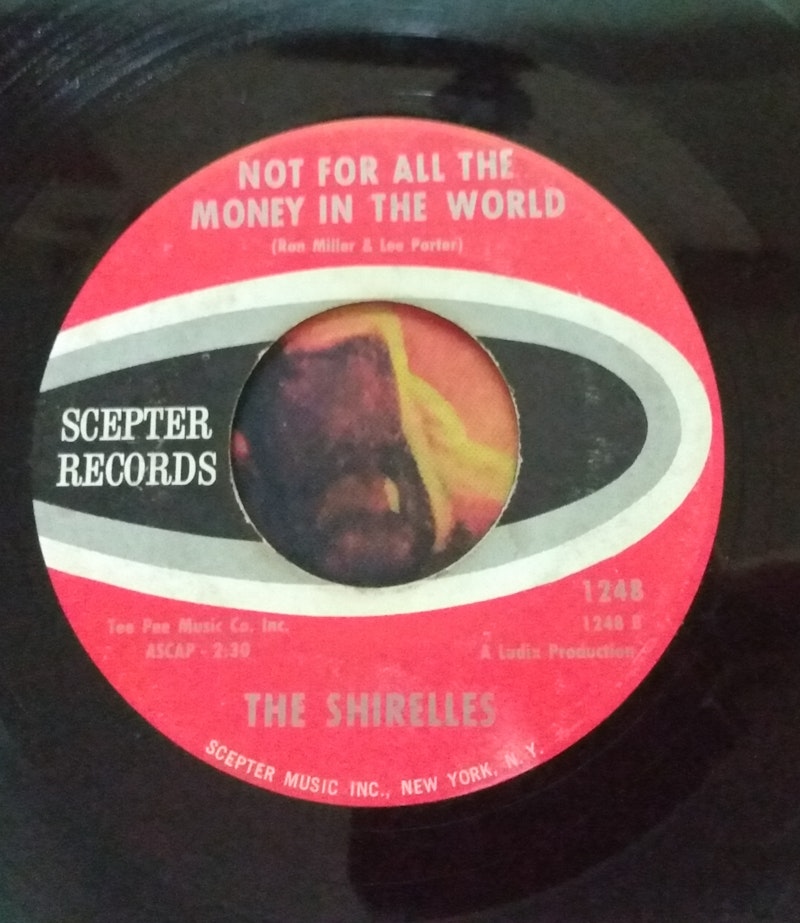 NOT FOR ALL THE
MONEY IN THE WORLD
(Ron Miller & Lee Porter)
SCEPTER
RECORDS
1248
Tee Pee Music Co. Inc.
1248 B
ASCAP - 2:30
A Ludix Production
THE SHIRELLES
SCEPTER MUSIC INC., NEW YORK, N. Y.